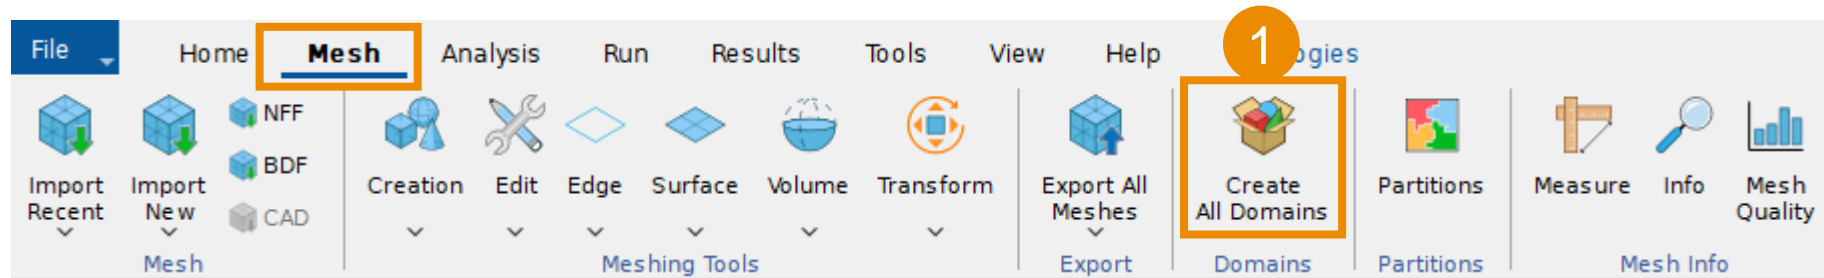 File Home Mesh Analysis Run Results Tools View Help 1 ogies
NFF
BDF
CAD
Import Recent
Import New
Creation Edit Edge Surface Volume Transform
Export All Meshes
Create All Domains
Partitions
Measure Info
Mesh Quality
Mesh Meshing Tools Export Domains Partitions Mesh Info